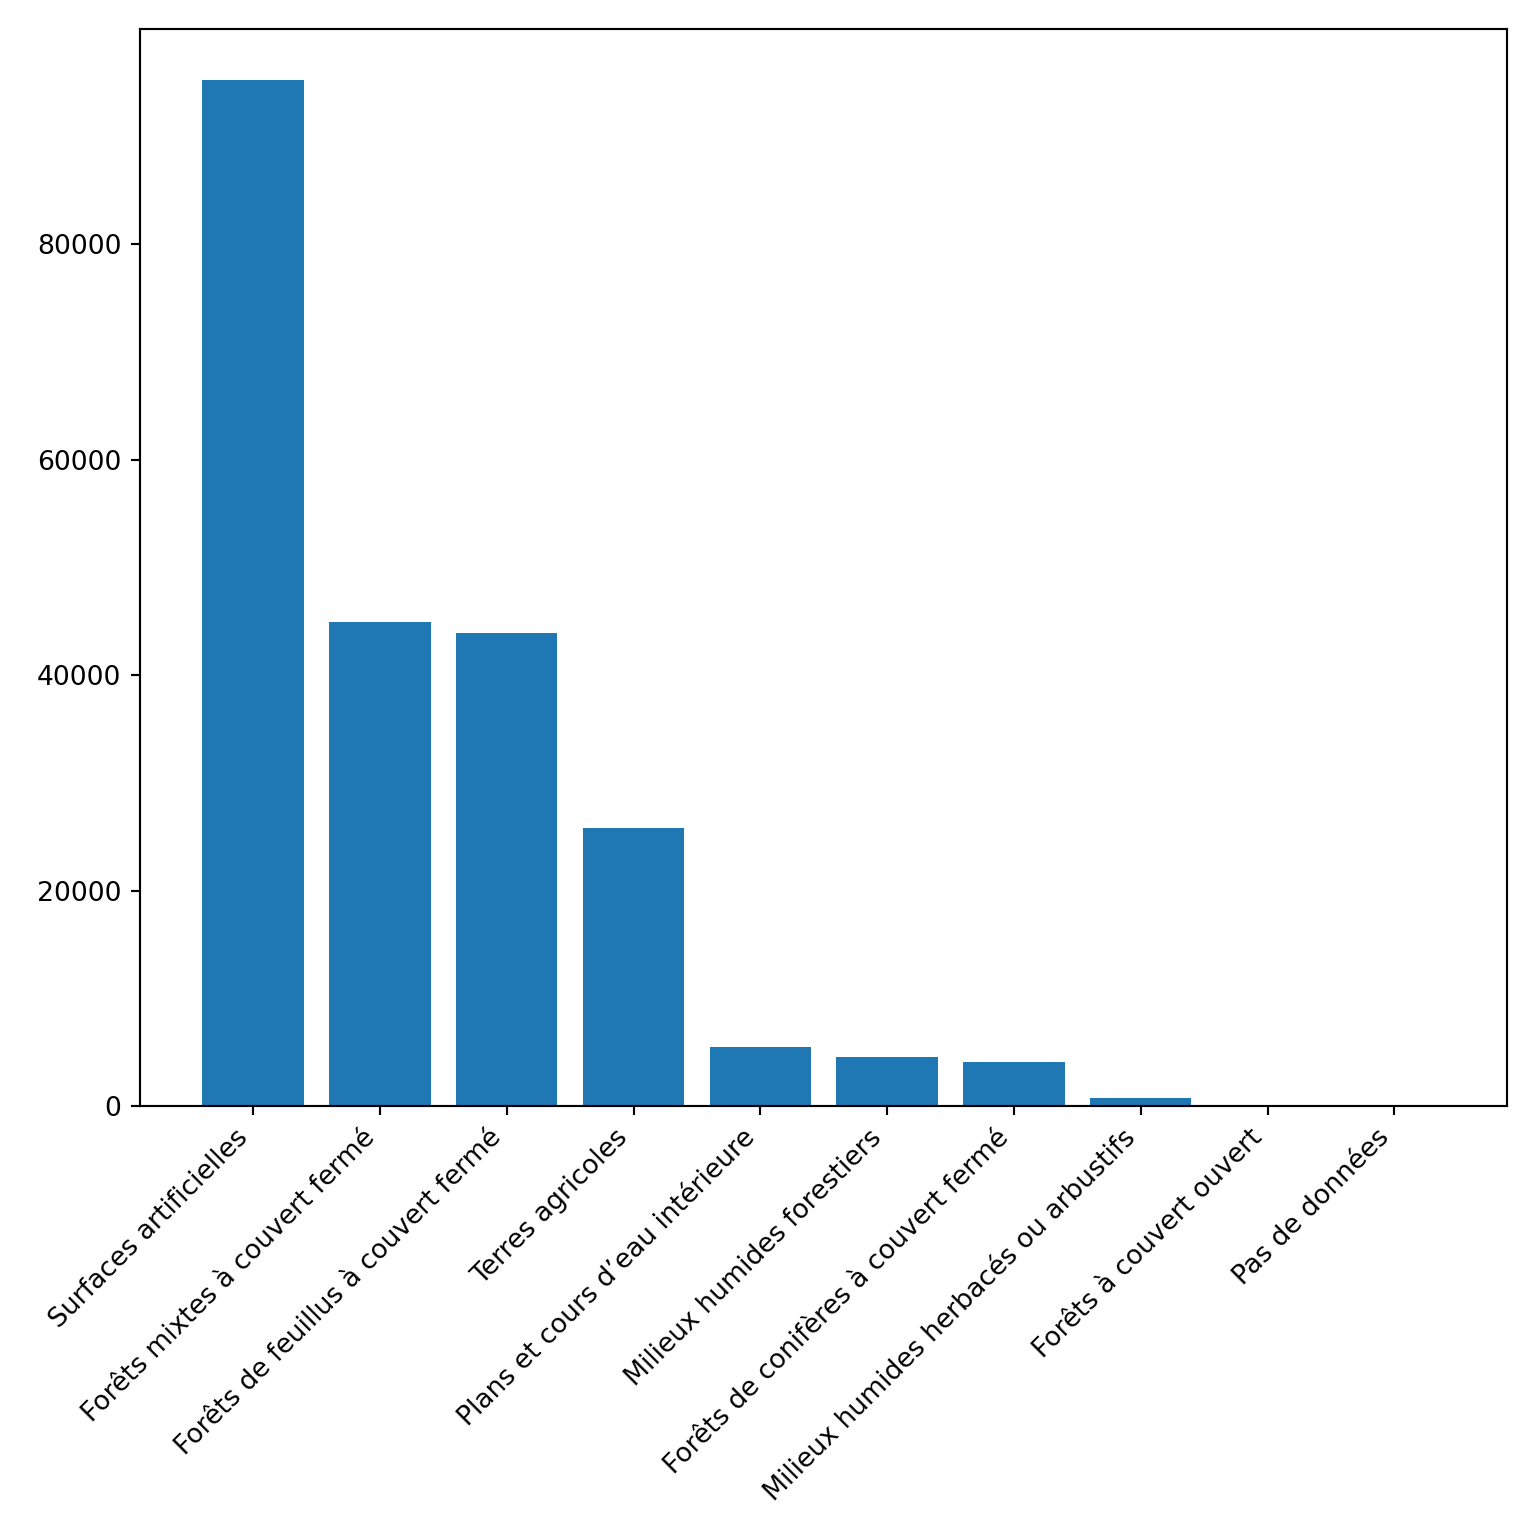 80000
60000
40000
20000
0
Surfaces artificielles
Forêts mixtes à couvert fermé
Forêts de feuillus à couvert fermé
Terres agricoles
Plans et cours d’eau intérieure
Milieux humides forestiers
Forêts de conifères à couvert fermé
Milieux humides herbacés ou arbustifs
Forêts à couvert ouvert
Pas de données